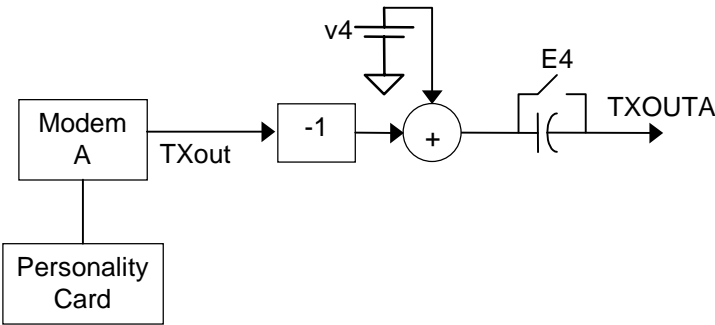 v4
E4
Modem
A
TXout
-1
+
TXOUTA
Personality
Card